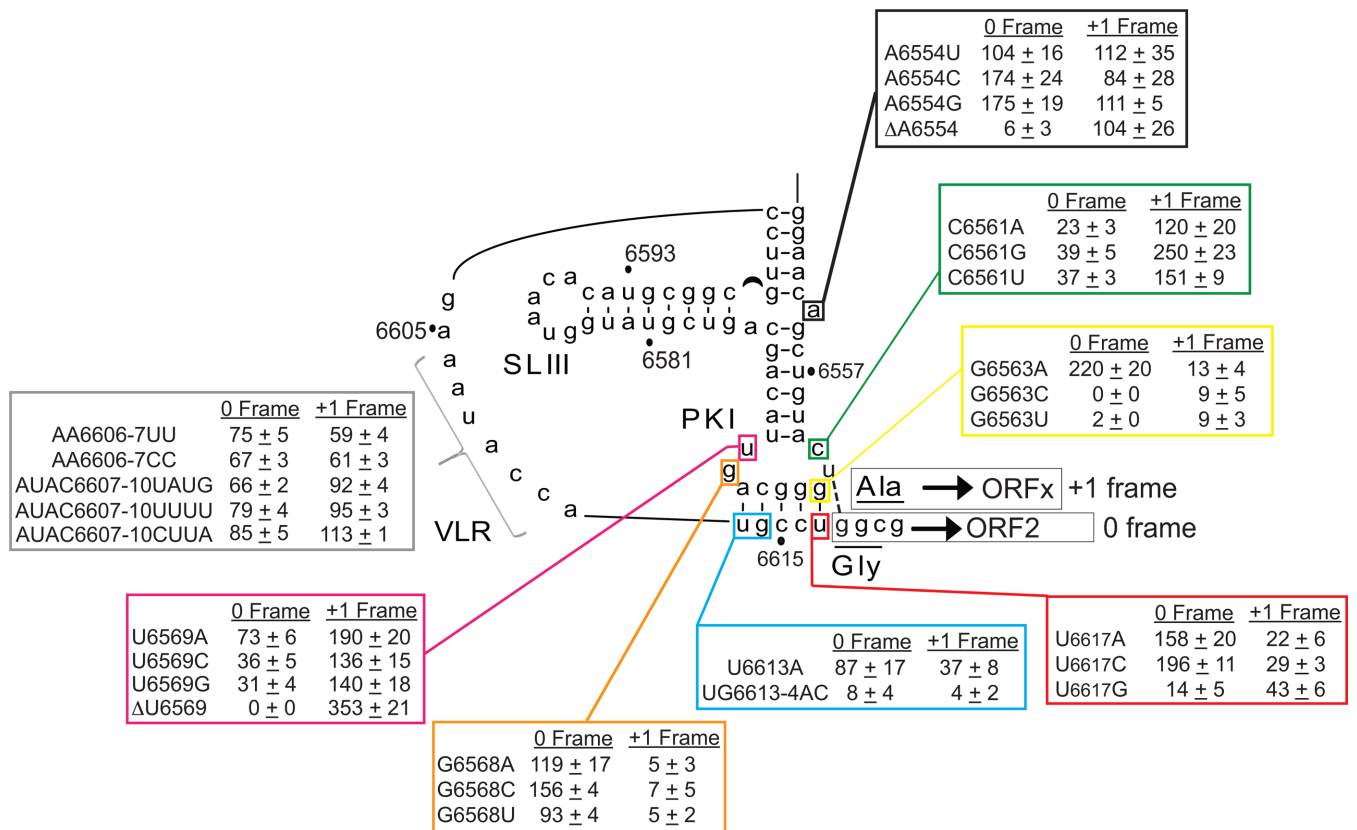 0 Frame +1 Frame
A6554U 104 ± 16 112 ± 35
A6554C 174 ± 24 84 ± 28
A6554G 175 ± 19 111 ± 5
ΔA6554 6 ± 3 104 ± 26
0 Frame +1 Frame
C6561A 23 ± 3 120 ± 20
C6561G 39 ± 5 250 ± 23
C6561U 37 ± 3 151 ± 9
0 Frame +1 Frame
G6563A 220 ± 20 13 ± 4
G6563C 0 ± 0 9 ± 5
G6563U 2 ± 0 9 ± 3
c-g
c g
u-a
u-a
g-c
a
6593
a c a
c a u g c g g c
a u
g g u a u g c u g a
6581
SLIII
c-g
g-c
a-u
c-g
a-u
u-a
6557
PKI
u
g
c
u
a c g g g
u g c c u g g c g
6615
g
6605
a
a
a
u
a
c
c
a
VLR
Ala → ORFx +1 frame
→ ORF2 0 frame
Gly
0 Frame +1 Frame
AA6606-7UU 75 ± 5 59 ± 4
AA6606-7CC 67 ± 3 61 ± 3
AUAC6607-10UAUG 66 ± 2 92 ± 4
AUAC6607-10UUUU 79 ± 4 95 ± 3
AUAC6607-10CUUA 85 ± 5 113 ± 1
0 Frame +1 Frame
U6569A 73 ± 6 190 ± 20
U6569C 36 ± 5 136 ± 15
U6569G 31 ± 4 140 ± 18
ΔU6569 0 ± 0 353 ± 21
0 Frame +1 Frame
U6613A 87 ± 17 37 ± 8
UG6613-4AC 8 ± 4 4 ± 2
0 Frame +1 Frame
U6617A 158 ± 20 22 ± 6
U6617C 196 ± 11 29 ± 3
U6617G 14 ± 5 43 ± 6
0 Frame +1 Frame
G6568A 119 ± 17 5 ± 3
G6568C 156 ± 4 7 ± 5
G6568U 93 ± 4 5 ± 2